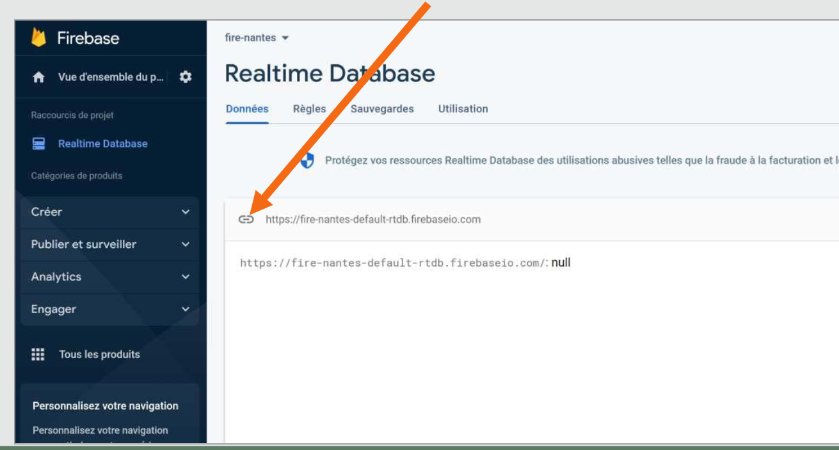 Firebase
Vue d'ensemble du p...
Raccourcis de projet
Realtime Database
Catégories de produits
Créer
Publier et surveiller
Analytics
Engager
Tous les produits
Personnalisez votre navigation
Personnalisez votre navigation
fire-nantes
Realtime Database
Données Règles Sauvegardes Utilisation
Protégez vos ressources Realtime Database des utilisations abusives telles que la fraude à la facturation et l
https://fire-nantes-default-rtdb.firebaseio.com
https://fire-nantes-default-rtdb.firebaseio.com/: null